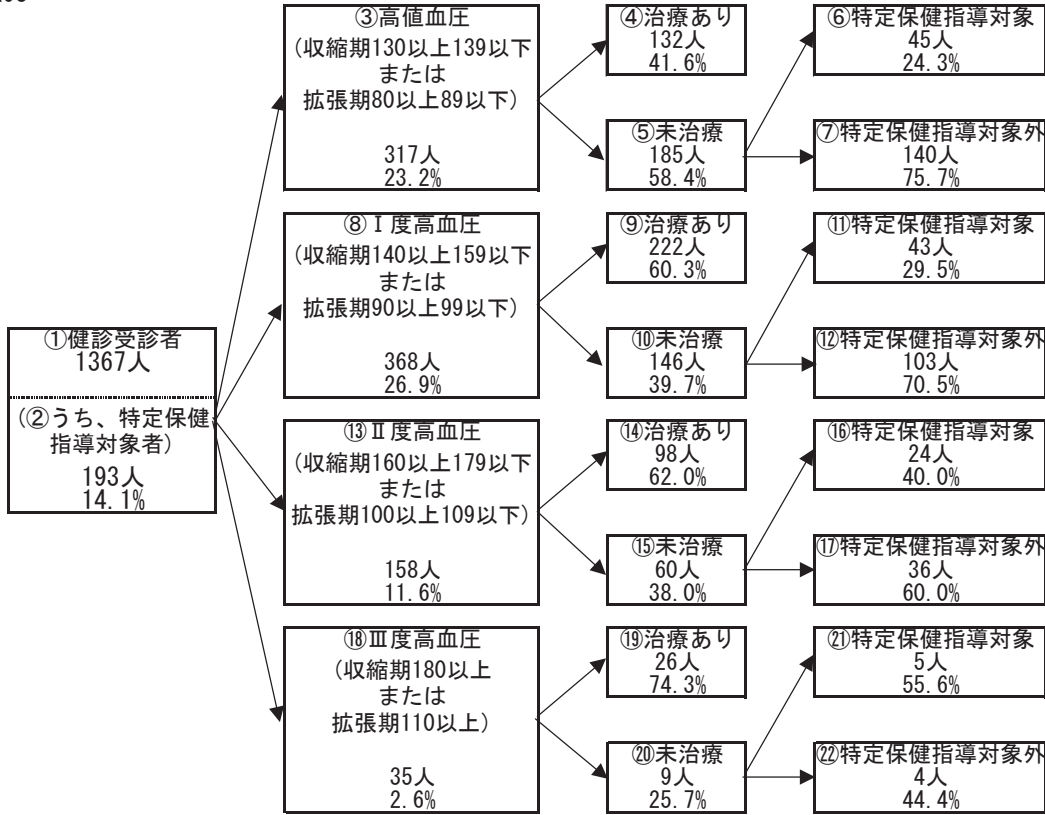 ①健診受診者
1367人
(②うち、特定保健
指導対象者)
193人
14.1%
③高値血圧
(収縮期130以上139以下
または
拡張期80以上89以下)
317人
23.2%
④治療あり
132人
41.6%
⑤未治療
185人
58.4%
⑥特定保健指導対象
45人
24.3%
⑦特定保健指導対象外
140人
75.7%
⑧Ⅰ度高血圧
(収縮期140以上159以下
または
拡張期90以上99以下)
368人
26.9%
⑨治療あり
222人
60.3%
⑩未治療
146人
39.7%
⑪特定保健指導対象
43人
29.5%
⑫特定保健指導対象外
103人
70.5%
⑬Ⅱ度高血圧
(収縮期160以上179以下
または
拡張期100以上109以下)
158人
11.6%
⑭治療あり
98人
62.0%
⑮未治療
60人
38.0%
⑯特定保健指導対象
24人
40.0%
⑰特定保健指導対象外
36人
60.0%
⑱Ⅲ度高血圧
(収縮期180以上
または
拡張期110以上)
35人
2.6%
⑲治療あり
26人
74.3%
⑳未治療
9人
25.7%
㉑特定保健指導対象
5人
55.6%
㉒特定保健指導対象外
4人
44.4%